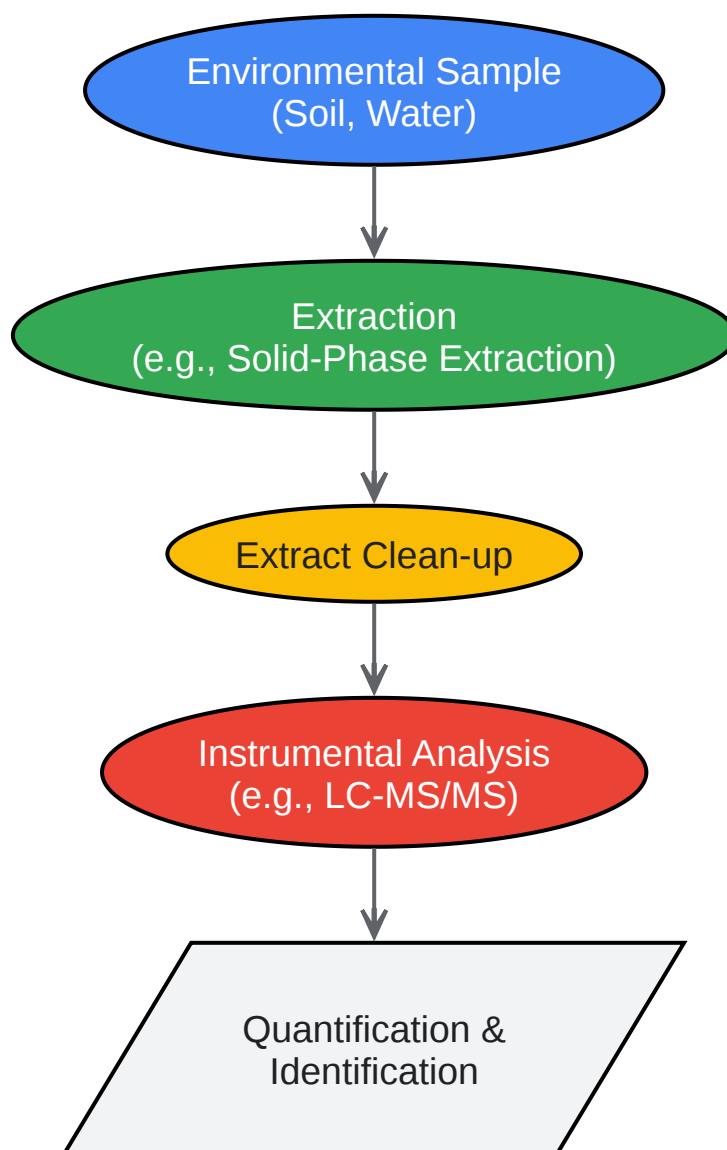 Environmental Sample
(Soil, Water)
Extraction
(e.g., Solid-Phase Extraction)
Extract Clean-up
Instrumental Analysis
(e.g., LC-MS/MS)
Quantification &
Identification